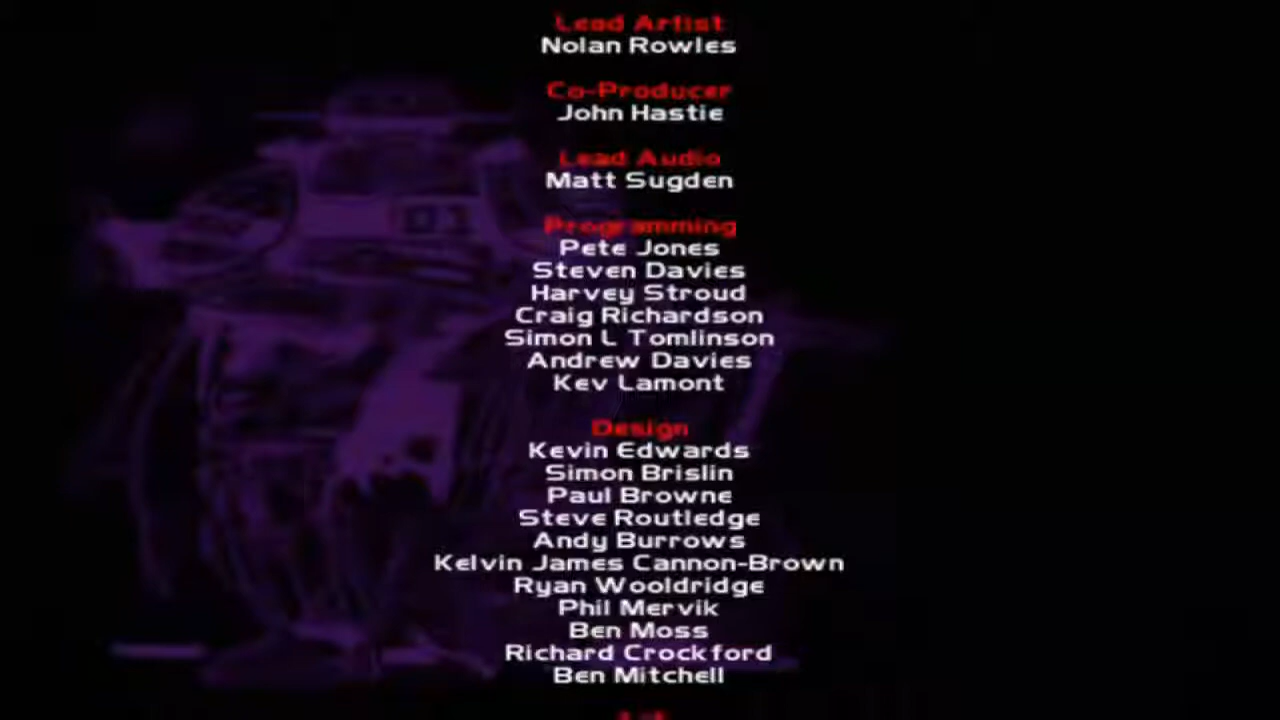 Lead Artist
Nolan Rowles
Co-Producer
John Hastie
Lead Audio
Matt Sugden
Programming
Pete Jones
Steven Davies
Harvey Stroud
Craig Richardson
Simon L Tomlinson
Andrew Davies
Kev Lamont
Design
Kevin Edwards
Simon Brislin
Paul Browne
Steve Routledge
Andy Burrows
Kelvin James Cannon-Brown
Ryan Wooldridge
Phil Mervik
Ben Moss
Richard Crockford
Ben Mitchell
01